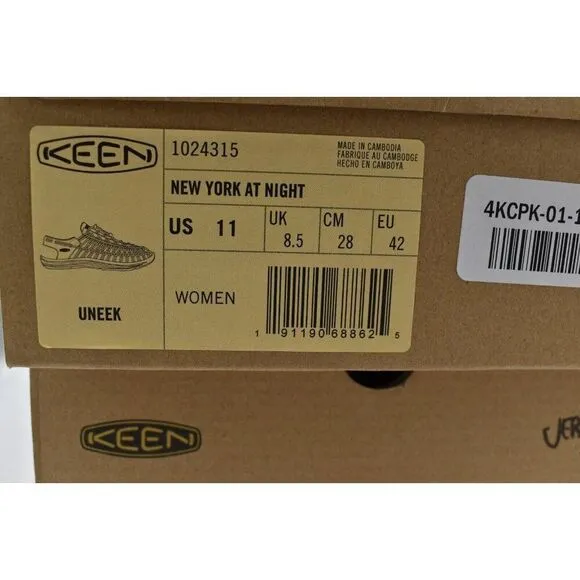 KEEN
1024315
MADE IN CAMBODIA
FABRIQUE AU CAMBODGE
HECHO EN CAMBOYA
NEW YORK AT NIGHT
US 11
UK 8.5
CM 28
EU 42
UNEEK
WOMEN
1 91190 68862 5
4KCPK-01-1
KEEN
JER